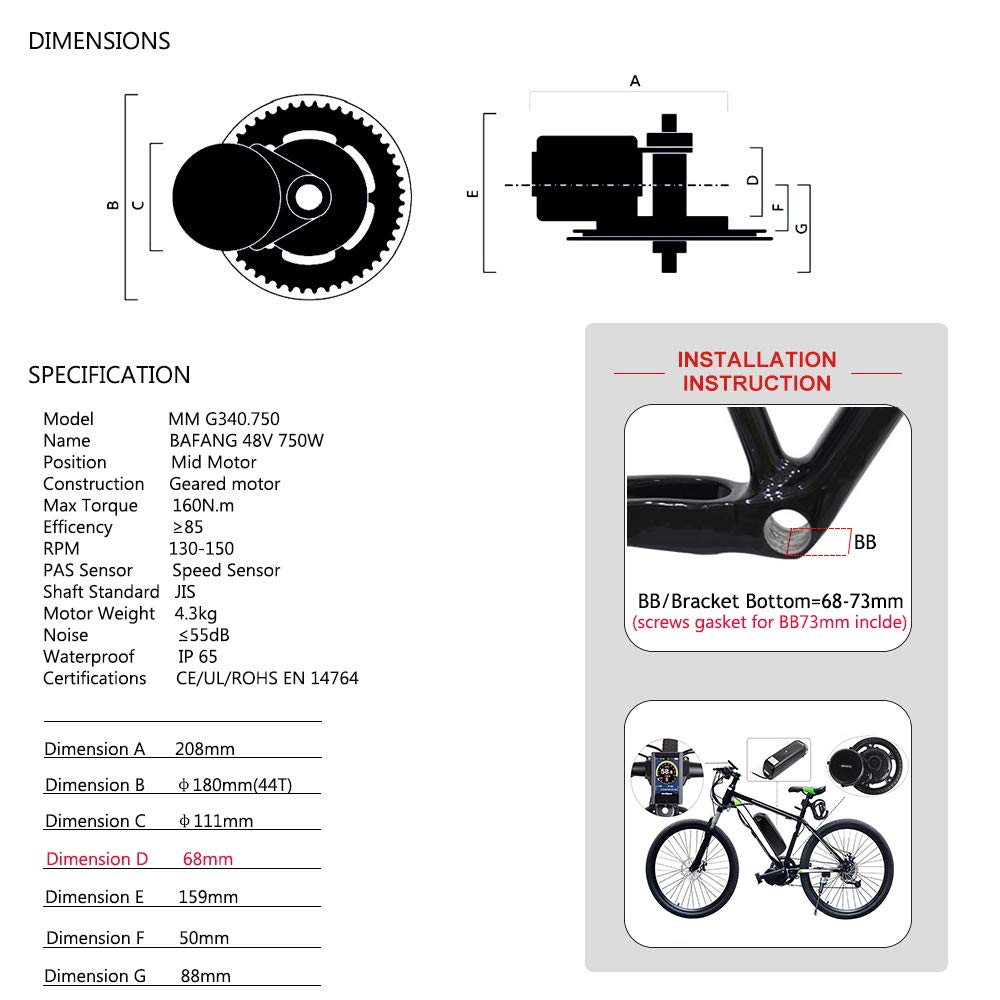 DIMENSIONS
A
B
C
E
D
F
G
SPECIFICATION
Model MM G340.750
Name BAFANG 48V 750W
Position Mid Motor
Construction Geared motor
Max Torque 160N.m
Efficency ≥85
RPM 130-150
PAS Sensor Speed Sensor
Shaft Standard JIS
Motor Weight 4.3kg
Noise ≤55dB
Waterproof IP 65
Certifications CE/UL/ROHS EN 14764
Dimension A 208mm
Dimension B φ180mm(44T)
Dimension C φ111mm
Dimension D 68mm
Dimension E 159mm
Dimension F 50mm
Dimension G 88mm
INSTALLATION
INSTRUCTION
BB
BB/Bracket Bottom=68-73mm
(screws gasket for BB73mm inclde)